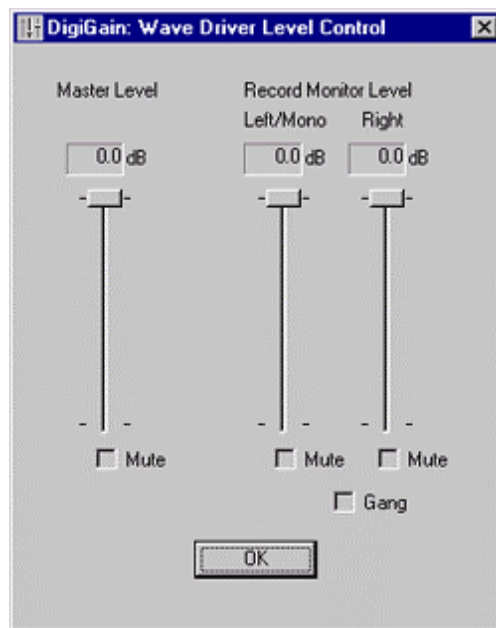 DigiGain: Wave Driver Level Control
Master Level Record Monitor Level
Left/Mono Right
0.0 dB 0.0 dB 0.0 dB
Mute Mute Mute
Gang
OK